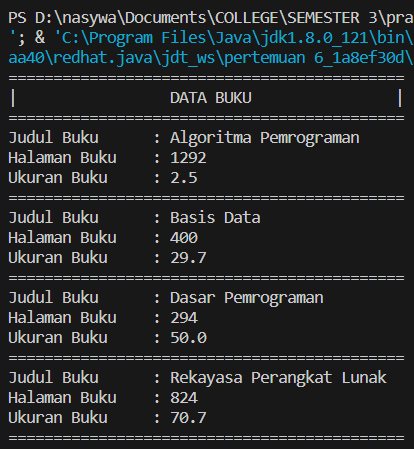 PS D:\nasywa\Documents\COLLEGE\SEMESTER 3\pra
'; & 'C:\Program Files\Java\jdk1.8.0_121\bin\
aa40\redhat.java\jdt_ws\pertemuan 6_1a8ef30d\
============================================
|                 DATA BUKU                |
============================================
Judul Buku      : Algoritma Pemrograman
Halaman Buku    : 1292
Ukuran Buku     : 2.5
============================================
Judul Buku      : Basis Data
Halaman Buku    : 400
Ukuran Buku     : 29.7
============================================
Judul Buku      : Dasar Pemrograman
Halaman Buku    : 294
Ukuran Buku     : 50.0
============================================
Judul Buku      : Rekayasa Perangkat Lunak
Halaman Buku    : 824
Ukuran Buku     : 70.7
============================================